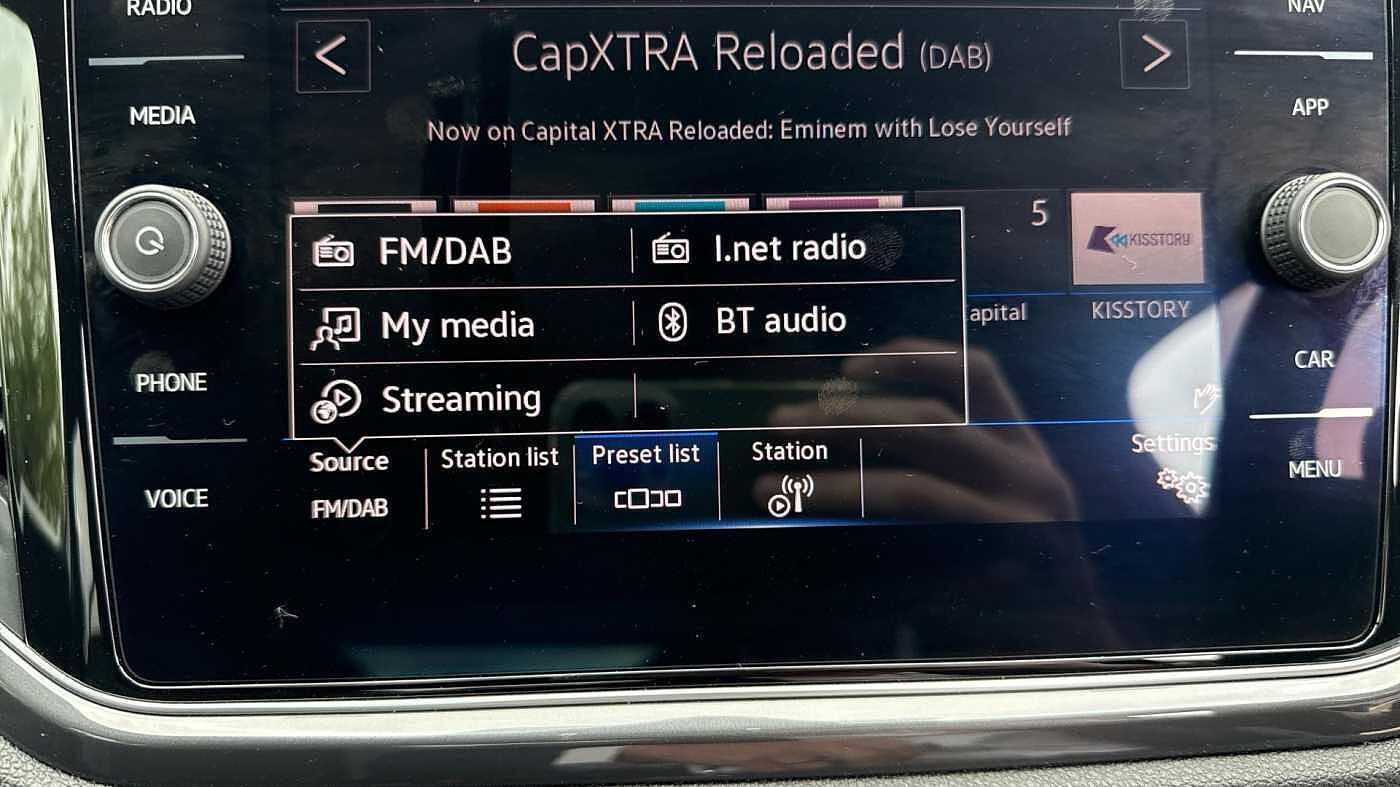 RADIO
NAV
CapXTRA Reloaded (DAB)
MEDIA
APP
Now on Capital XTRA Reloaded: Eminem with Lose Yourself
5
KISSTORY
FM/DAB
I.net radio
apital
KISSTORY
My media
BT audio
PHONE
CAR
Streaming
Source
Station list
Preset list
Station
Settings
VOICE
FM/DAB
MENU